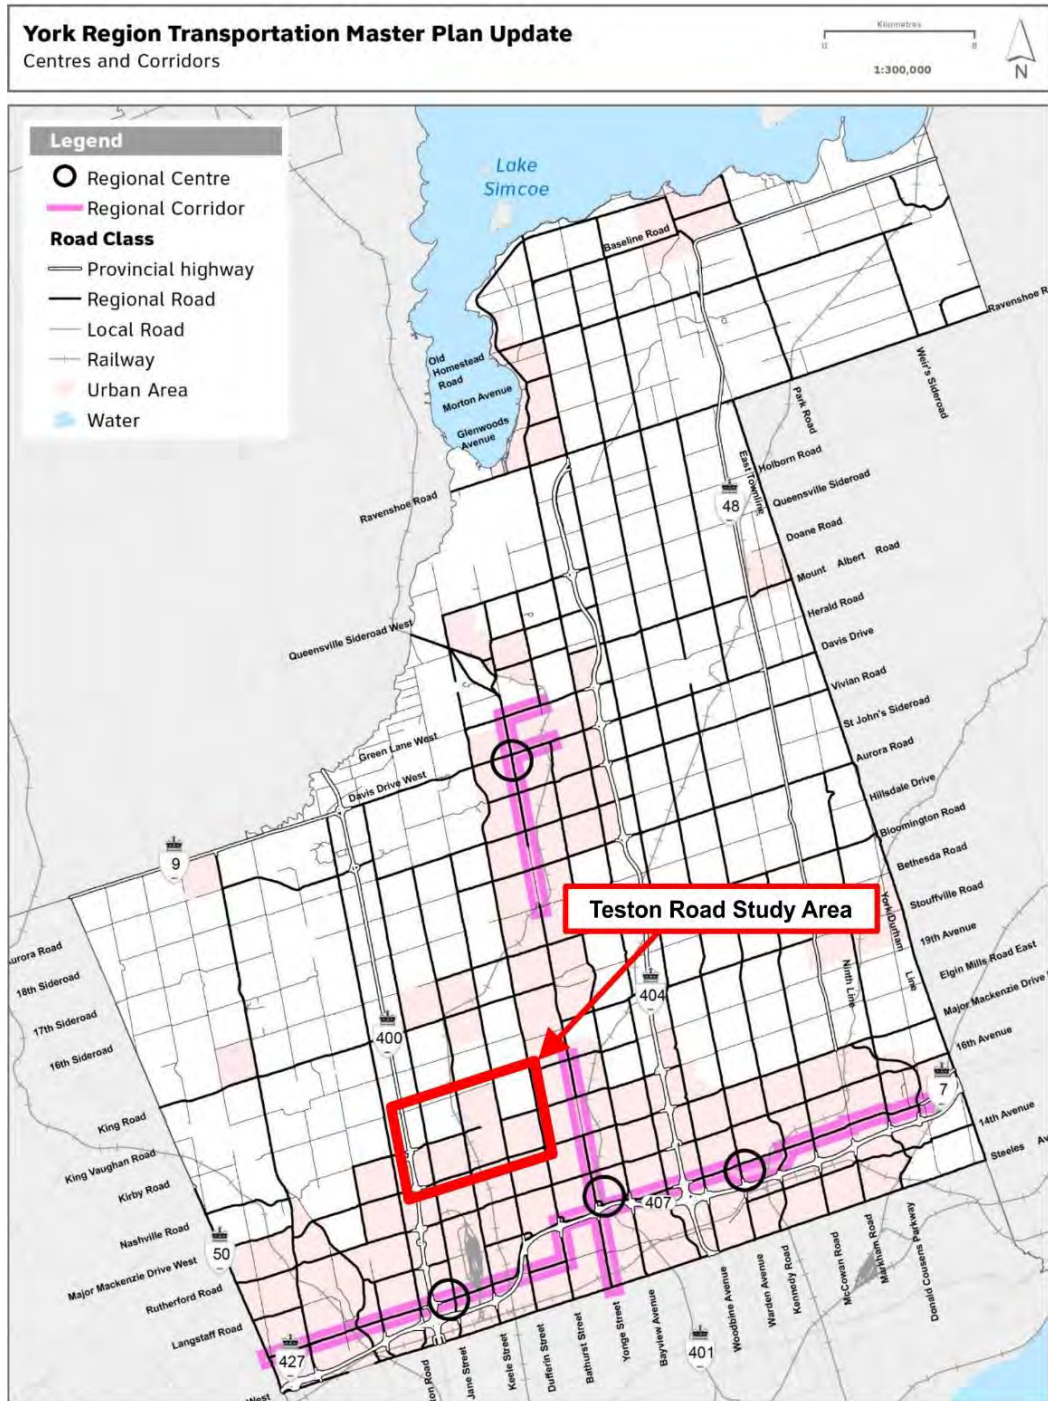 York Region Transportation Master Plan Update
Centres and Corridors
Kilometres
0 8
1:300,000
N
Legend
Regional Centre
Regional Corridor
Road Class
Provincial highway
Regional Road
Local Road
Railway
Urban Area
Water
Lake
Simcoe
Baseline Road
Ravenshoe R
Old
Homestead
Road
Morton Avenue
Glenwoods
Avenue
Weir's Sideroad
Park Road
Ravenshoe Road
East Townline
Holborn Road
Queensville Sideroad
48
Doane Road
Mount Albert Road
Herald Road
Queensville Sideroad West
Davis Drive
Vivian Road
St John's Sideroad
Green Lane West
Aurora Road
Davis Drive West
Hillsdale Drive
Bloomington Road
9
Bethesda Road
Teston Road Study Area
York/Durham Line
Stouffville Road
19th Avenue
urora Road
Elgin Mills Road East
18th Sideroad
Ninth Line
404
Major Mackenzie Drive
17th Sideroad
400
16th Avenue
16th Sideroad
7
King Road
14th Avenue
King Vaughan Road
Steeles Av
Kirby Road
407
Nashville Road
50
Major Mackenzie Drive West
Rutherford Road
Langstaff Road
427
401
West
on Road
Jane Street
Keele Street
Dufferin Street
Bathurst Street
Yonge Street
Bayview Avenue
Woodbine Avenue
Warden Avenue
Kennedy Road
McCowan Road
Markham Road
Donald Cousens Parkway